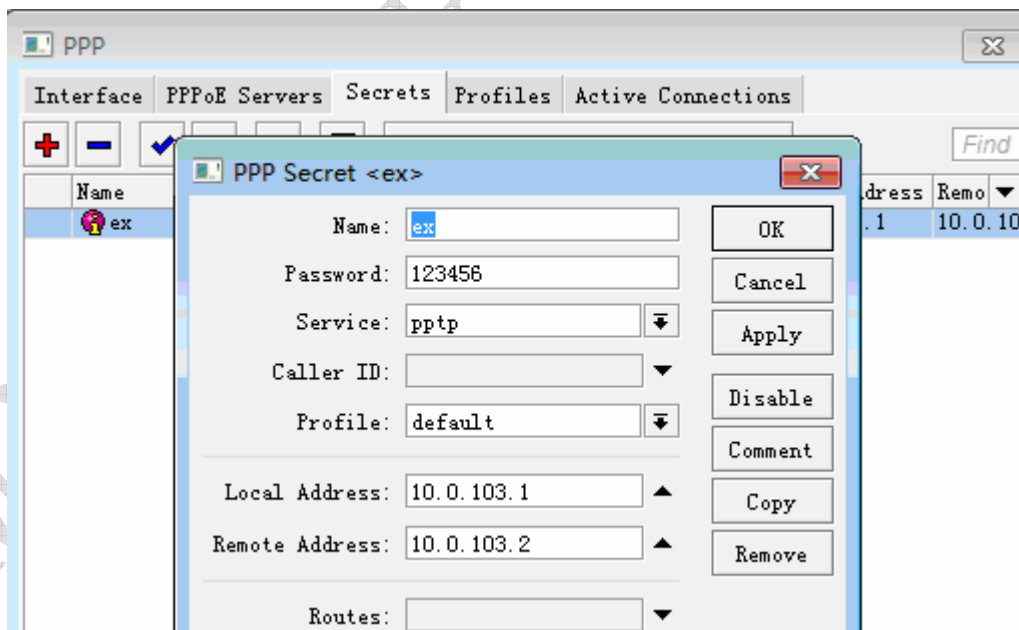 PPP
Interface PPPoE Servers Secrets Profiles Active Connections
Find
PPP Secret <ex>
Name dress Remo
ex .1 10.0.10
Name: ex
OK
Password: 123456
Cancel
Service: pptp
Apply
Caller ID:
Disable
Profile: default
Comment
Local Address: 10.0.103.1
Copy
Remote Address: 10.0.103.2
Remove
Routes: